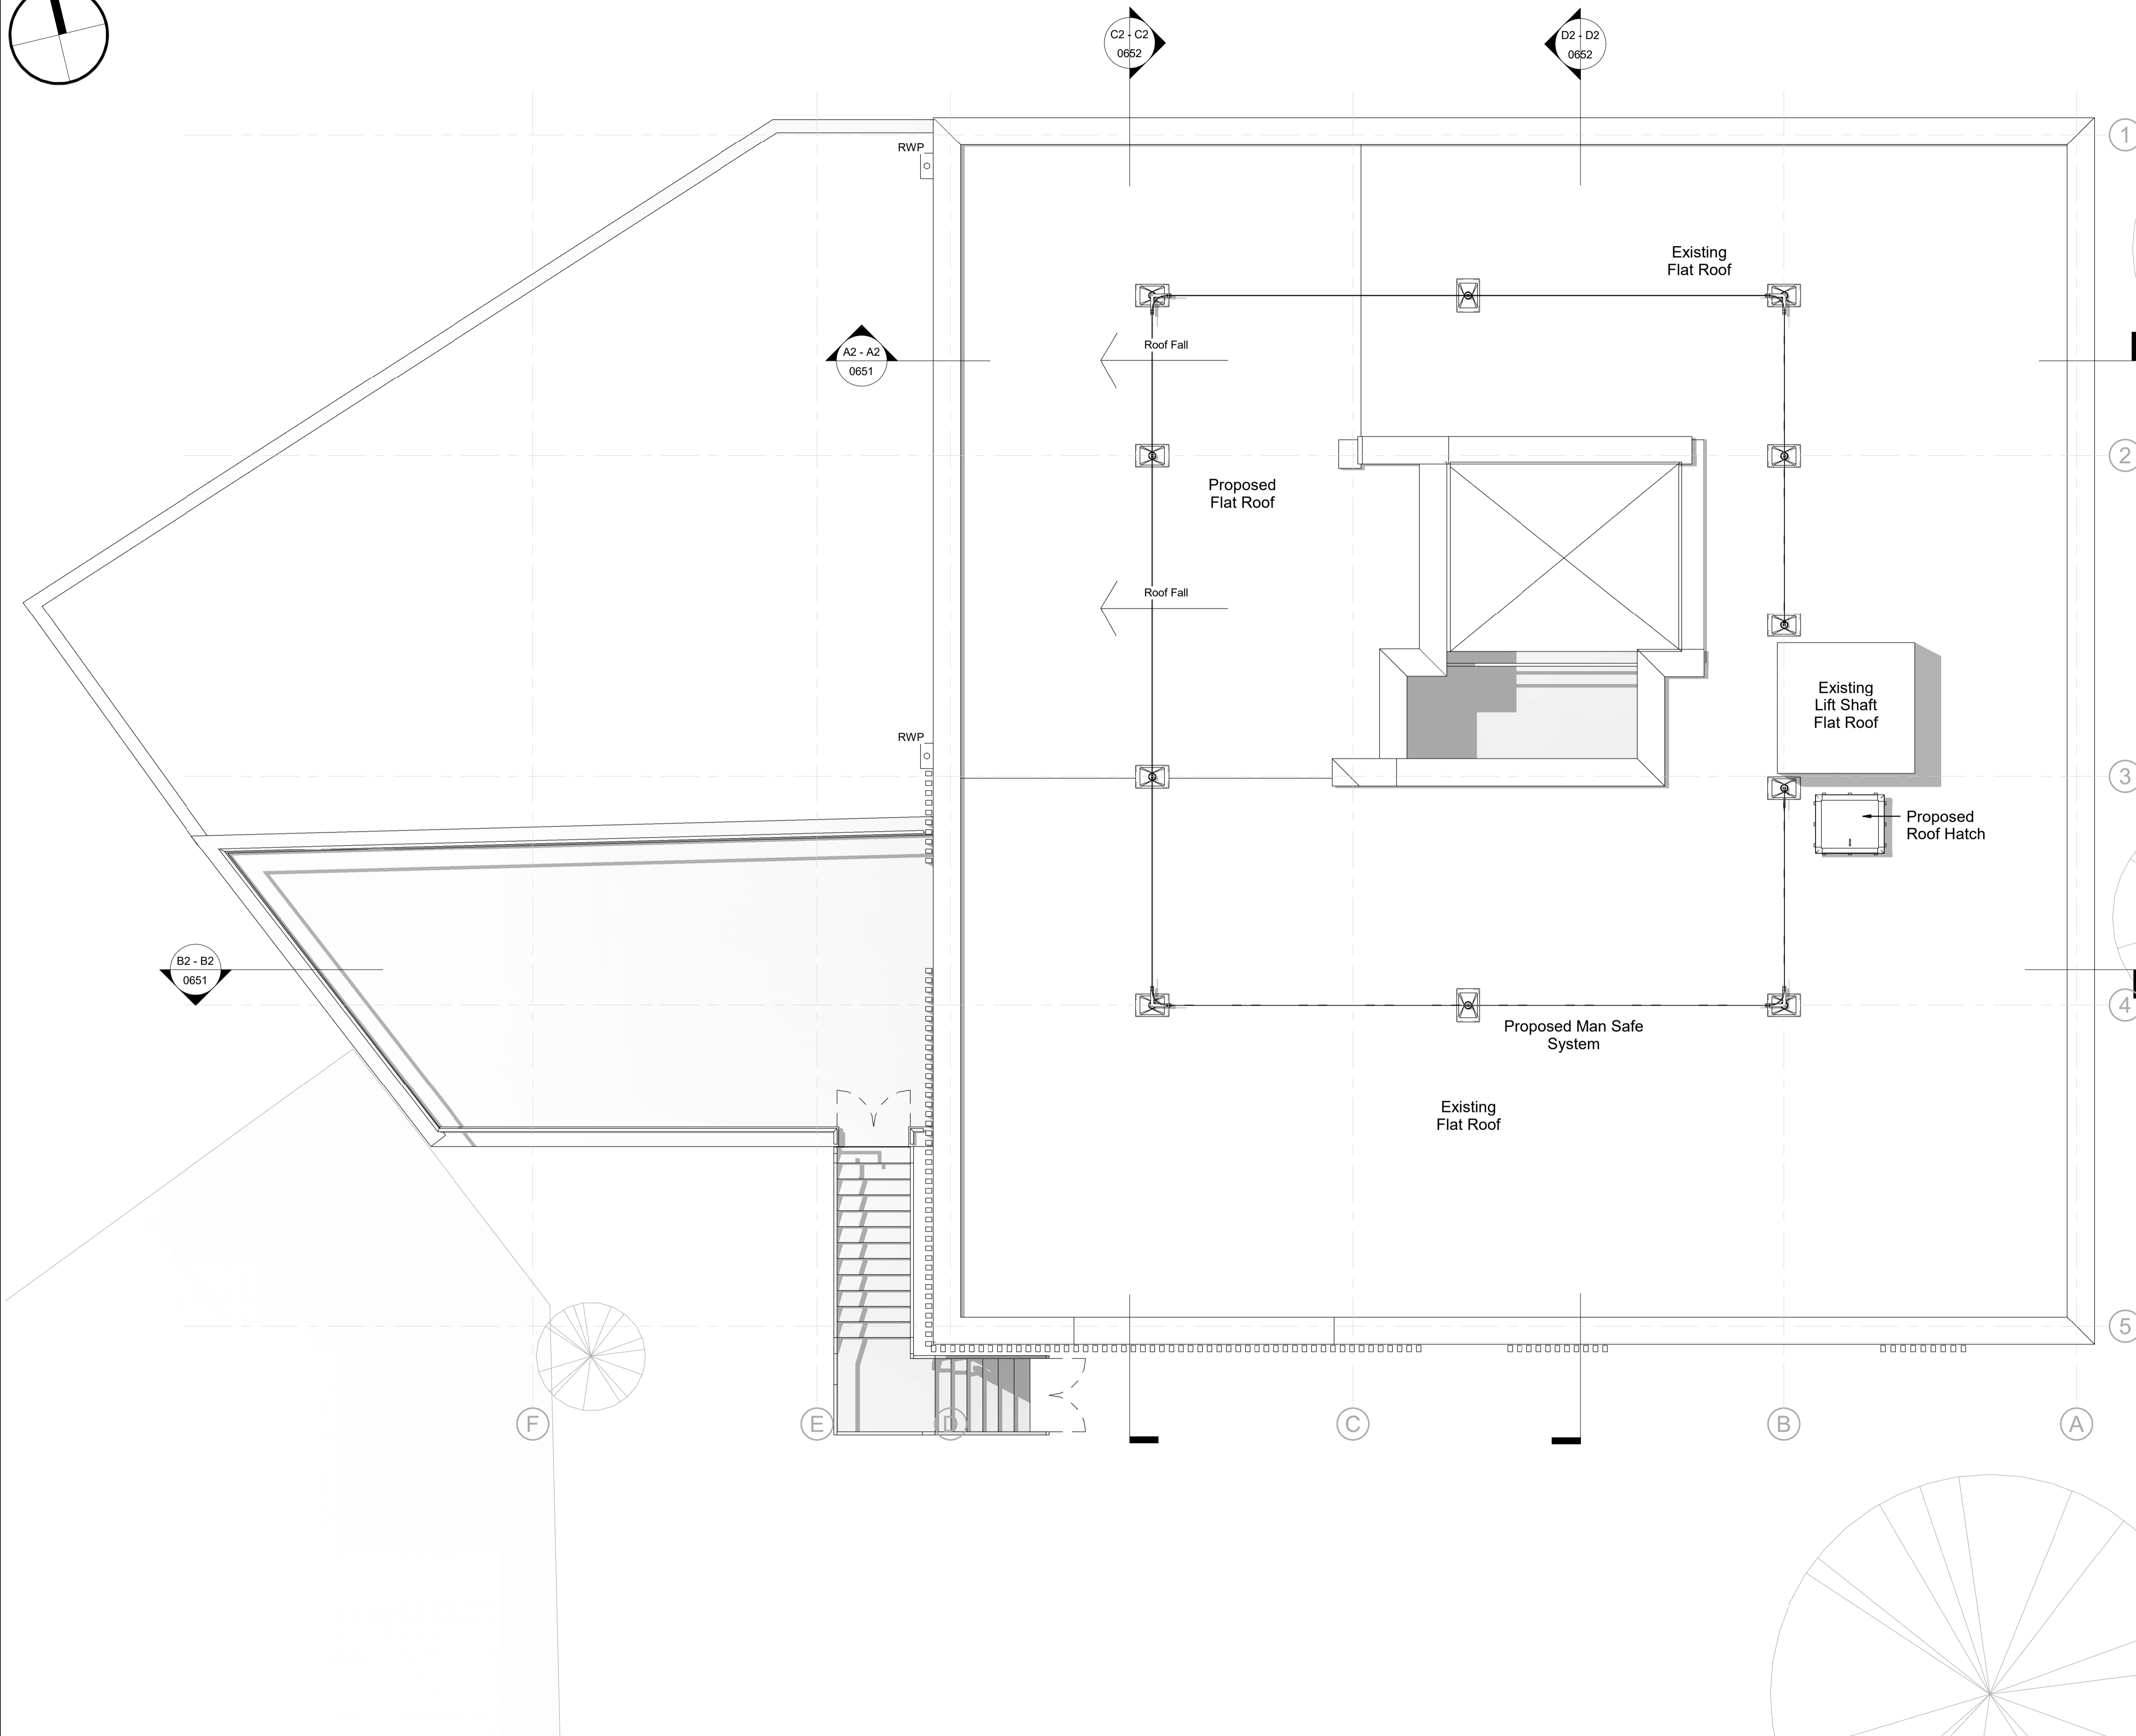 C2 - C2
0652
D2 - D2
0652
1
RWP
Existing
Flat Roof
A2 - A2
0651
Roof Fall
2
Proposed
Flat Roof
Roof Fall
Existing
Lift Shaft
Flat Roof
RWP
3
Proposed
Roof Hatch
B2 - B2
0651
4
Proposed Man Safe
System
Existing
Flat Roof
5
F
E
D
C
B
A